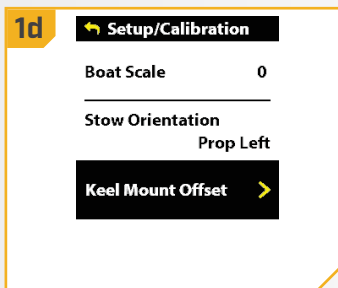 1d
Setup/Calibration
Boat Scale 0
Stow Orientation
Prop Left
Keel Mount Offset